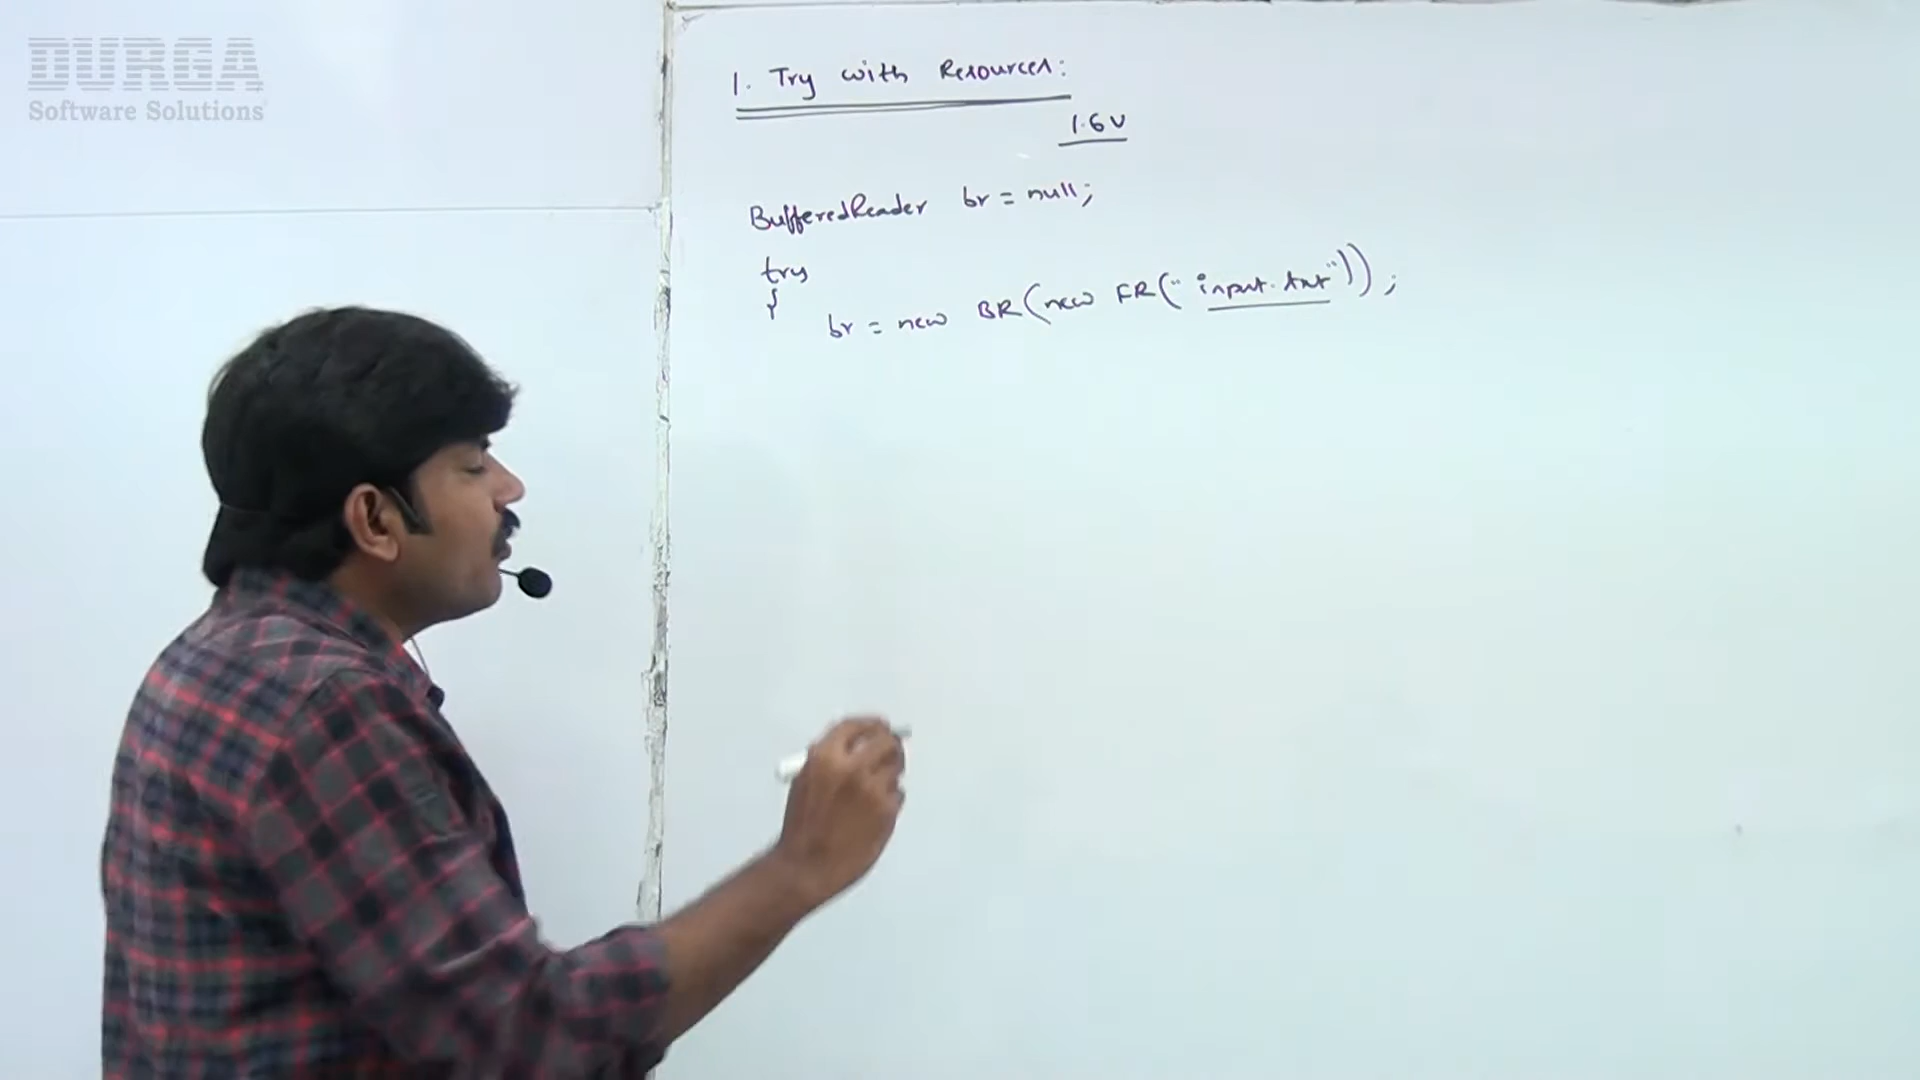 DURGA
Software Solutions
1. Try with Resources:
1.6 V
BufferedReader br = null;
try
{
br = new BR(new FR("input.txt"));